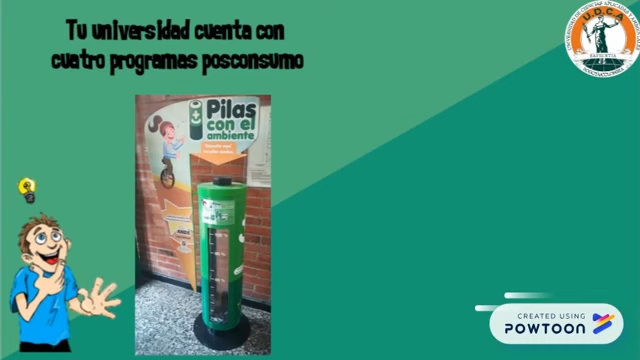 Tu universidad cuenta con
cuatro programas posconsumo
U.D.C.A
Pilas
con el
ambiente
CREATED USING
POWTOON